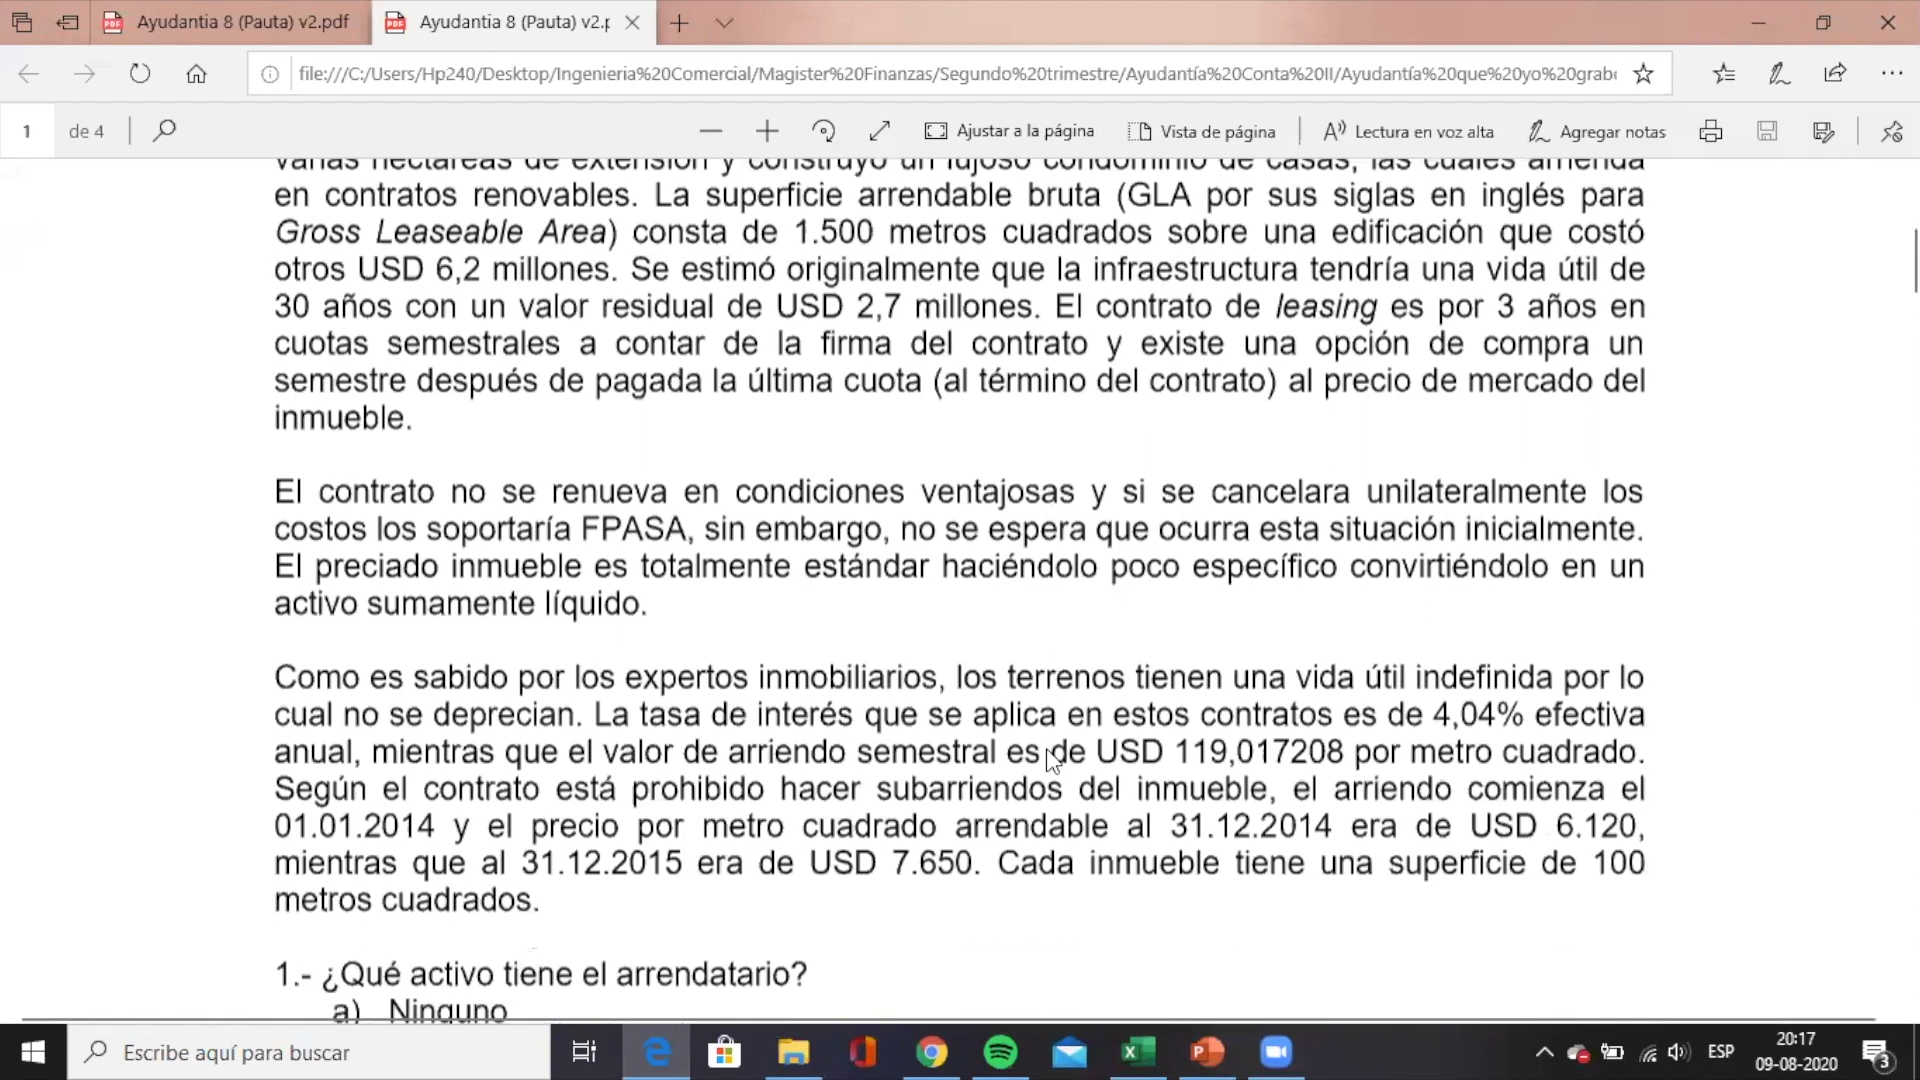 Ayudantia 8 (Pauta) v2.pdf
Ayudantia 8 (Pauta) v2.p
file:///C:/Users/Hp240/Desktop/Ingenieria%20Comercial/Magister%20Finanzas/Segundo%20trimestre/Ayudantía%20Conta%20II/Ayudantía%20que%20yo%20grab
1 de 4
Ajustar a la página
Vista de página
Lectura en voz alta
Agregar notas
varias hectáreas de extensión y construyó un lujoso condominio de casas, las cuales arrienda
en contratos renovables. La superficie arrendable bruta (GLA por sus siglas en inglés para
Gross Leaseable Area) consta de 1.500 metros cuadrados sobre una edificación que costó
otros USD 6,2 millones. Se estimó originalmente que la infraestructura tendría una vida útil de
30 años con un valor residual de USD 2,7 millones. El contrato de leasing es por 3 años en
cuotas semestrales a contar de la firma del contrato y existe una opción de compra un
semestre después de pagada la última cuota (al término del contrato) al precio de mercado del
inmueble.
El contrato no se renueva en condiciones ventajosas y si se cancelara unilateralmente los
costos los soportaría FPASA, sin embargo, no se espera que ocurra esta situación inicialmente.
El preciado inmueble es totalmente estándar haciéndolo poco específico convirtiéndolo en un
activo sumamente líquido.
Como es sabido por los expertos inmobiliarios, los terrenos tienen una vida útil indefinida por lo
cual no se deprecian. La tasa de interés que se aplica en estos contratos es de 4,04% efectiva
anual, mientras que el valor de arriendo semestral es de USD 119,017208 por metro cuadrado.
Según el contrato está prohibido hacer subarriendos del inmueble, el arriendo comienza el
01.01.2014 y el precio por metro cuadrado arrendable al 31.12.2014 era de USD 6.120,
mientras que al 31.12.2015 era de USD 7.650. Cada inmueble tiene una superficie de 100
metros cuadrados.
1.- ¿Qué activo tiene el arrendatario?
a) Ninguno
Escribe aquí para buscar
ESP
20:17
09-08-2020
3